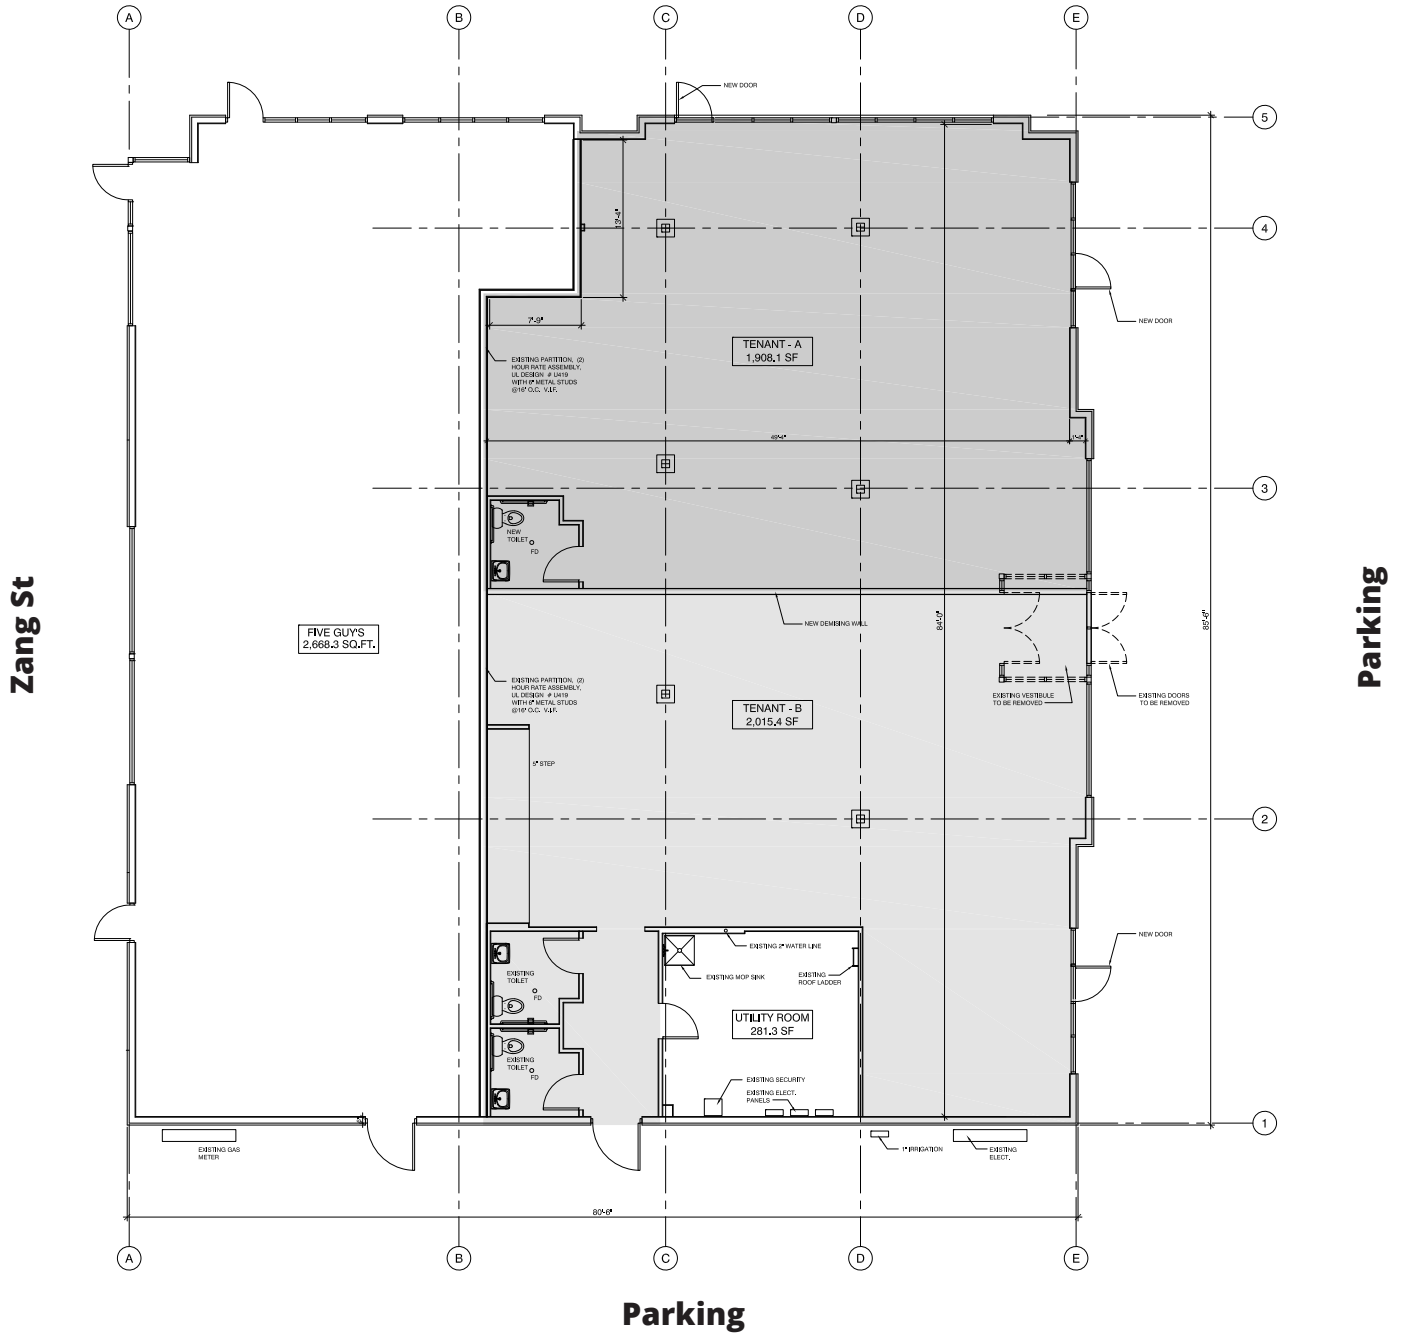 A
B
C
D
E
NEW DOOR
5
4
13'-4"
7'-9"
NEW DOOR
TENANT - A
1,908.1 SF
EXISTING PARTITION, (2)
HOUR RATE ASSEMBLY,
UL DESIGN # U419
WITH 6" METAL STUDS
@16" O.C. V.I.F.
49'-4"
1'-4"
3
NEW
TOILET
FD
Zang St
FIVE GUY'S
2,668.3 SQ.FT.
NEW DEMISING WALL
84'-0"
85'-6"
Parking
EXISTING PARTITION, (2)
HOUR RATE ASSEMBLY,
UL DESIGN # U419
WITH 6" METAL STUDS
@16" O.C. V.I.F.
EXISTING VESTIBULE
TO BE REMOVED
EXISTING DOORS
TO BE REMOVED
TENANT - B
2,015.4 SF
5" STEP
2
EXISTING 2" WATER LINE
NEW DOOR
EXISTING
TOILET
FD
EXISTING MOP SINK
EXISTING
ROOF LADDER
UTILITY ROOM
281.3 SF
EXISTING
TOILET
FD
EXISTING SECURITY
EXISTING ELECT.
PANELS
1
EXISTING GAS
METER
1" IRRIGATION
EXISTING
ELECT.
80'-6"
A
B
C
D
E
Parking